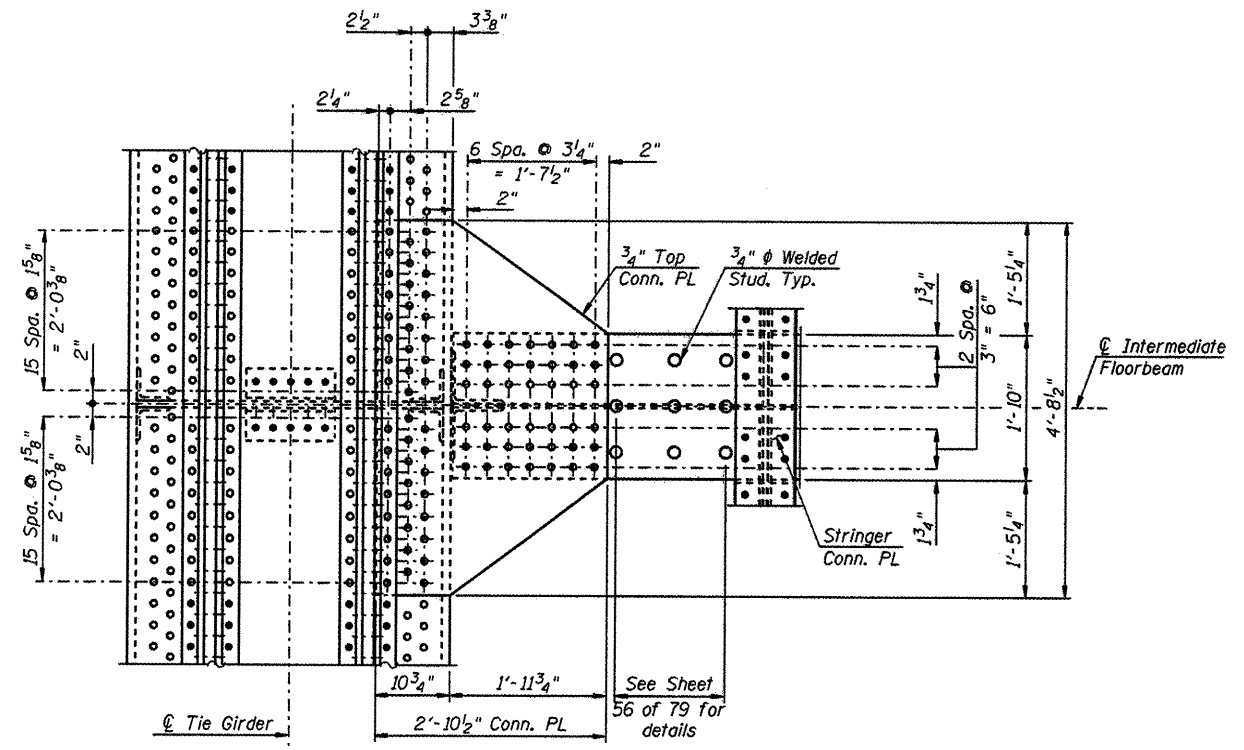 2½" 3⅜"
2¼" 2⅝"
6 Spa. @ 3¼"
= 1'-7½"
2"
2"
15 Spa. @ 1⅝"
= 2'-0⅜"
2"
2"
15 Spa. @ 1⅝"
= 2'-0⅜"
¾" Top
Conn. PL
¾" ϕ Welded
Stud. Typ.
1¾"
2 Spa. @
3" = 6"
1'-5¼"
1'-10"
4'-8½"
℄ Intermediate
Floorbeam
Stringer
Conn. PL
1¾"
1'-5¼"
10¾" 1'-11¾"
See Sheet
56 of 79 for
details
℄ Tie Girder
2'-10½" Conn. PL